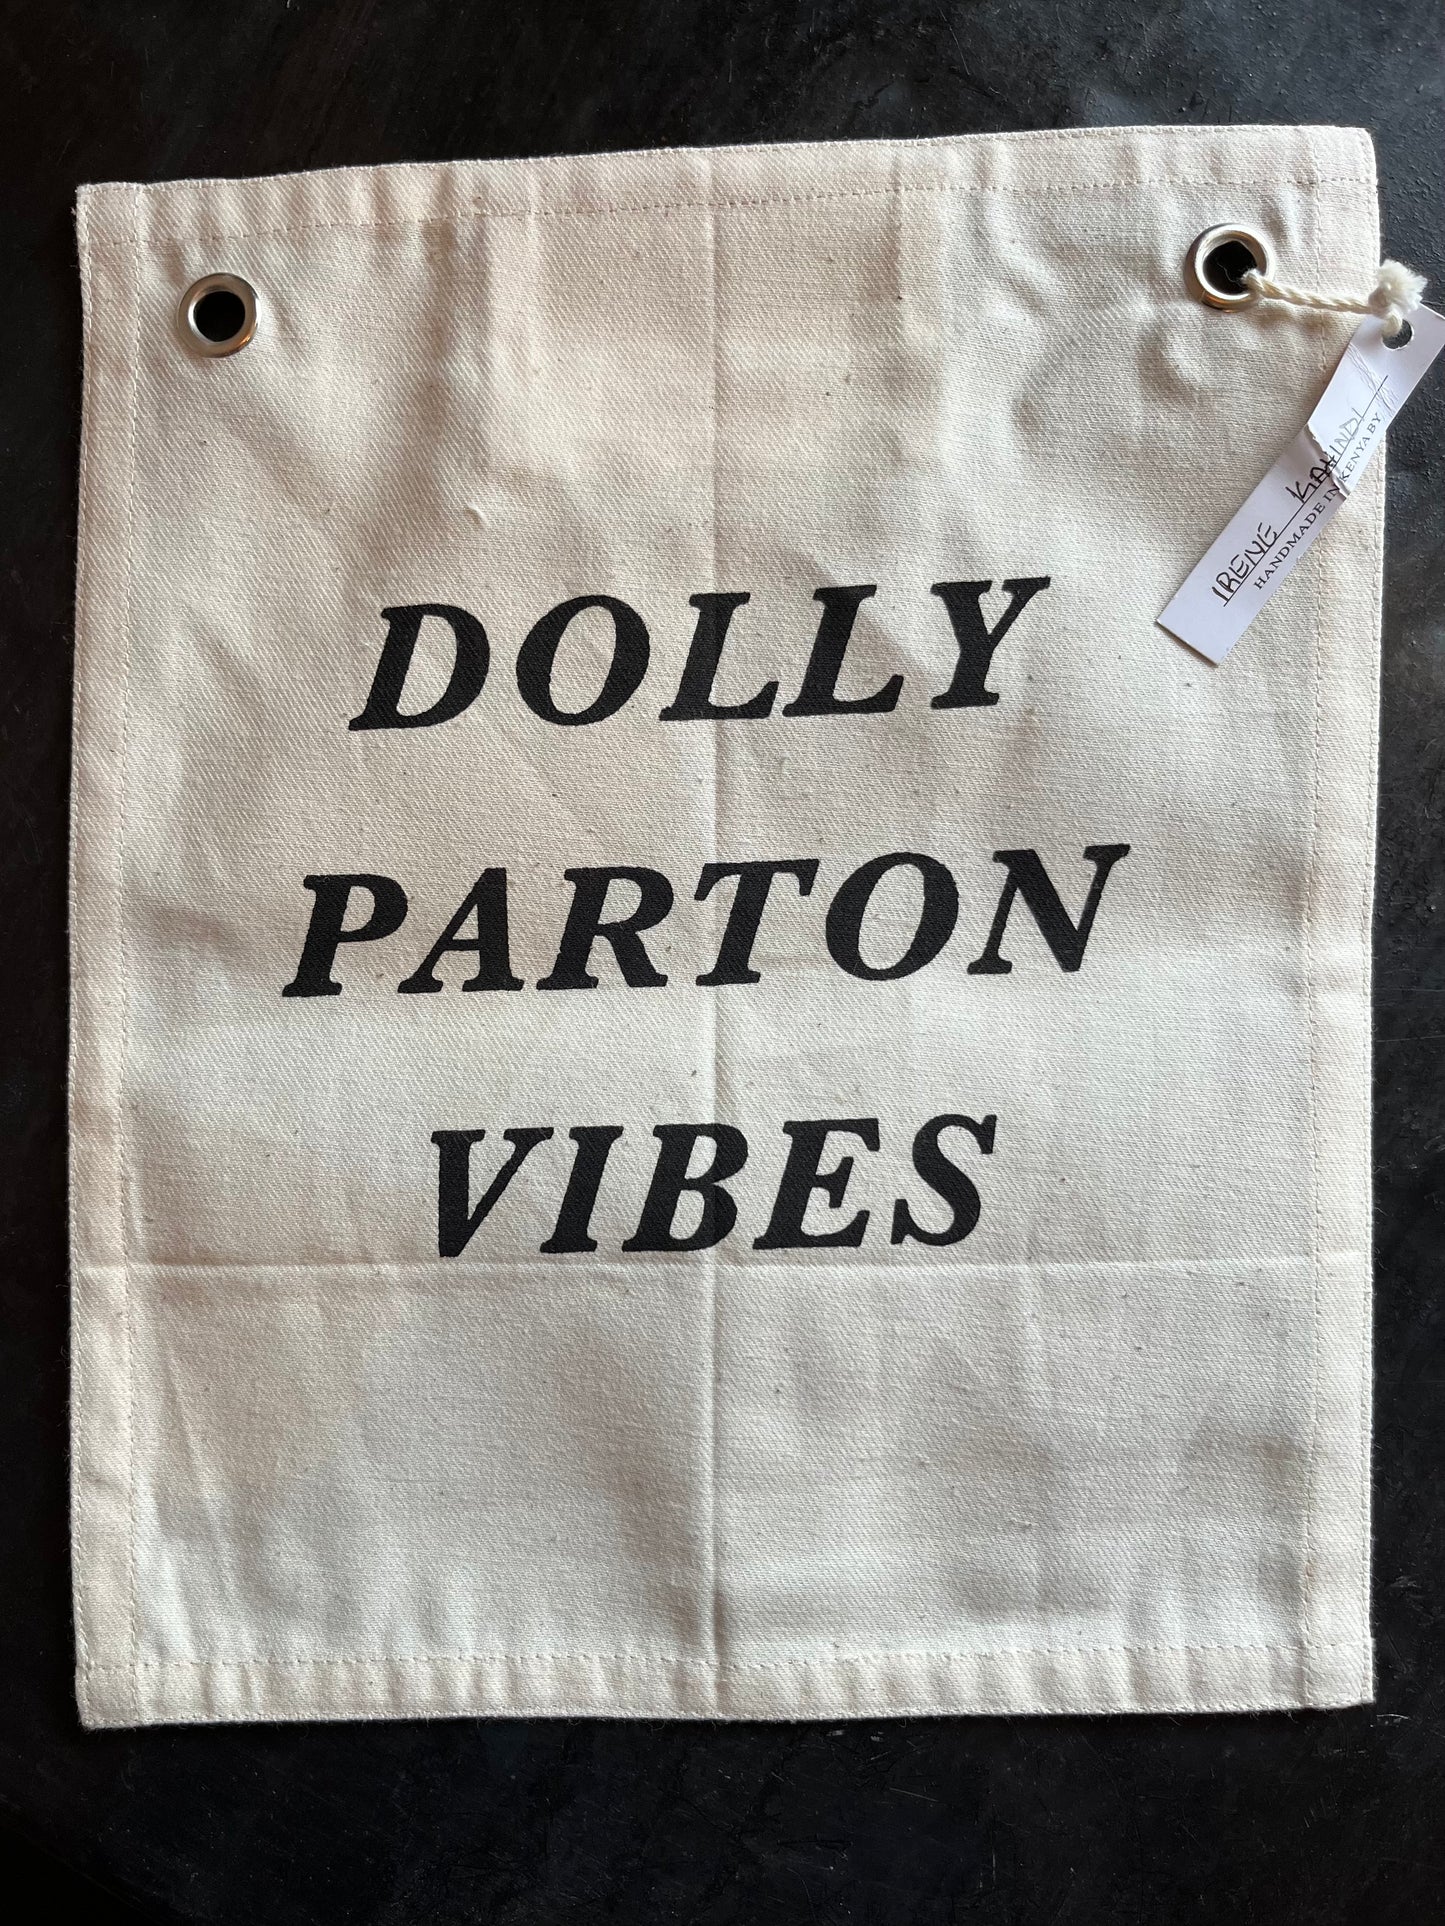 DOLLY
PARTON
VIBES
IRENE KAHINDI
HANDMADE IN KENYA BY